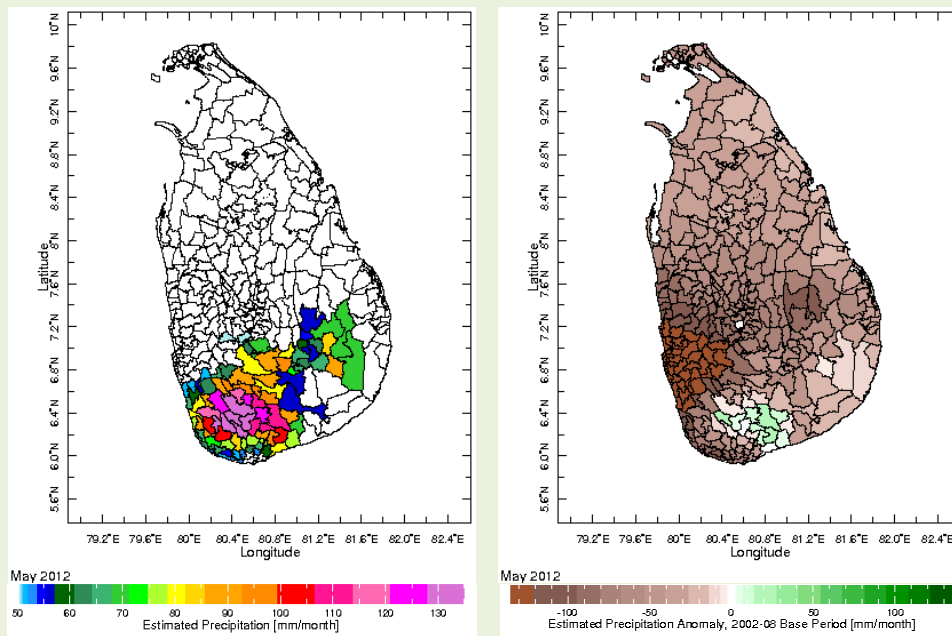 10°N
9.6°N
9.2°N
8.8°N
8.4°N
8°N
7.6°N
7.2°N
6.8°N
6.4°N
6.0°N
5.6°N
Latitude
79.2°E 79.6°E 80°E 80.4°E 80.8°E 81.2°E 81.6°E 82.0°E 82.4°E
Longitude
May 2012
50 60 70 80 90 100 110 120 130
Estimated Precipitation [mm/month]
10°N
9.6°N
9.2°N
8.8°N
8.4°N
8°N
7.6°N
7.2°N
6.8°N
6.4°N
6.0°N
5.6°N
Latitude
79.2°E 79.6°E 80°E 80.4°E 80.8°E 81.2°E 81.6°E 82.0°E 82.4°E
Longitude
May 2012
-100 -50 0 50 100
Estimated Precipitation Anomaly, 2002-08 Base Period [mm/month]